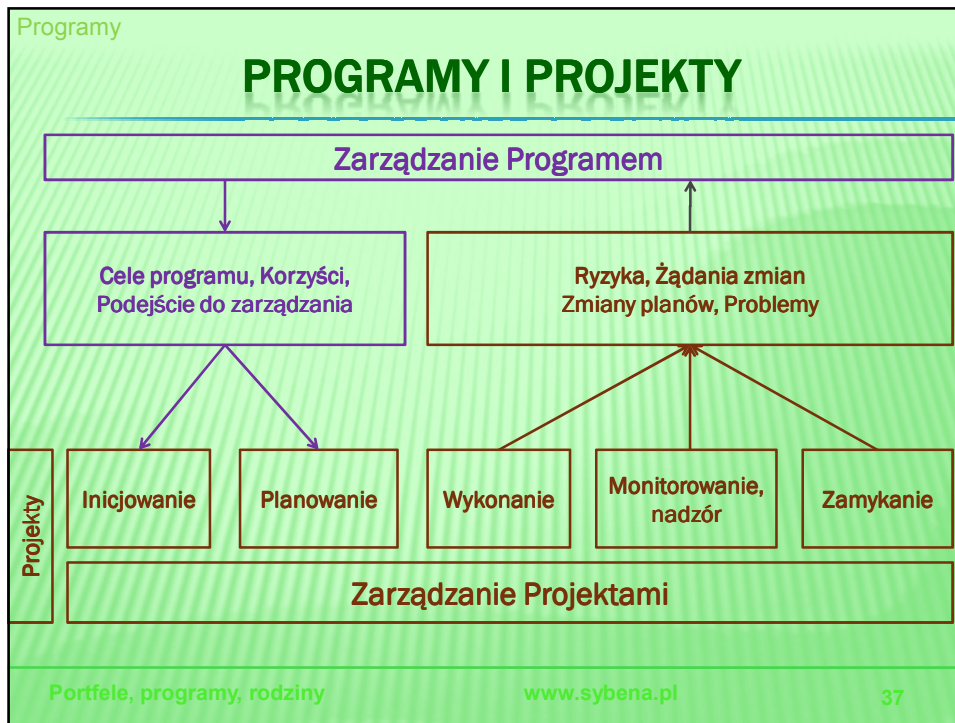 Programy
PROGRAMY I PROJEKTY
Zarządzanie Programem
Cele programu, Korzyści,
Podejście do zarządzania
Ryzyka, Żądania zmian
Zmiany planów, Problemy
Projekty
Inicjowanie
Planowanie
Wykonanie
Monitorowanie,
nadzór
Zamykanie
Zarządzanie Projektami
Portfele, programy, rodziny
www.sybena.pl
37